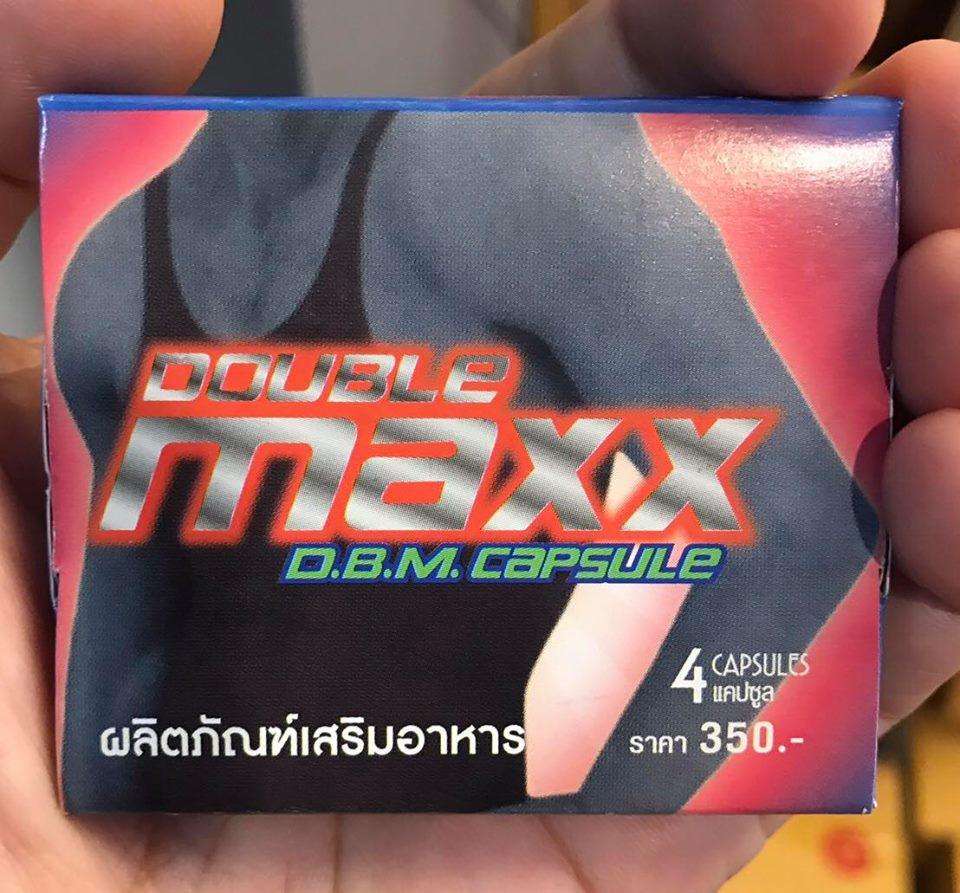 DOUBLE
maxx
D.B.M. CAPSULE
4 CAPSULES
แคปซูล
ผลิตภัณฑ์เสริมอาหาร
ราคา 350.-